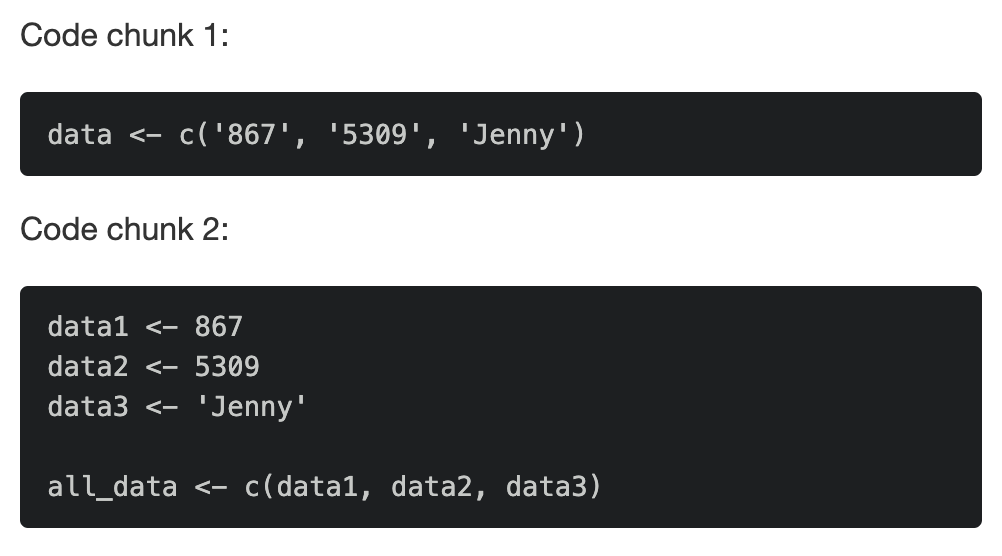 Code chunk 1:
data <- c('867', '5309', 'Jenny')
Code chunk 2:
data1 <- 867
data2 <- 5309
data3 <- 'Jenny'
all_data <- c(data1, data2, data3)